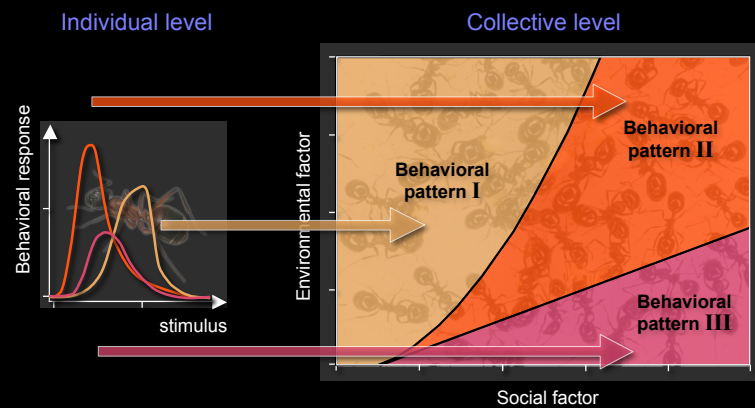 Individual level
Collective level
Behavioral response
stimulus
Environmental factor
Behavioral
pattern I
Behavioral
pattern II
Behavioral
pattern III
Social factor